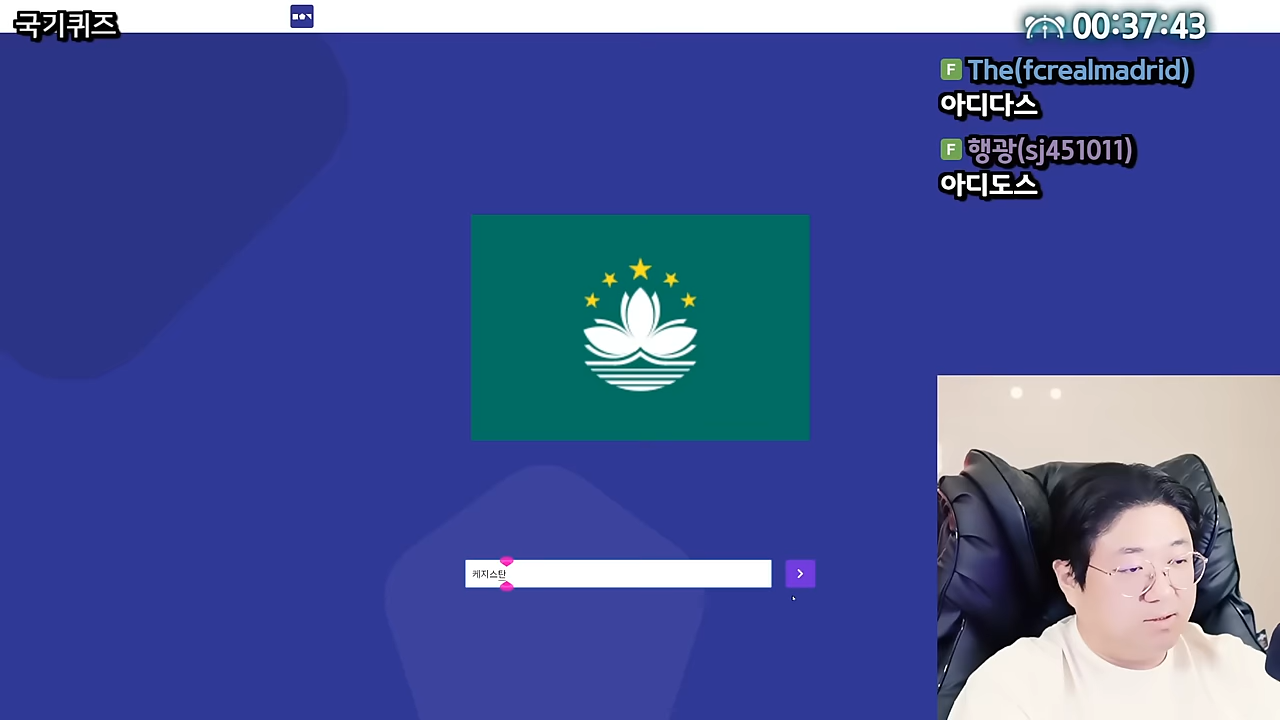 국기퀴즈
00:37:43
F The(fcrealmadrid)
아디다스
F 행광(sj451011)
아디도스
케지스탄